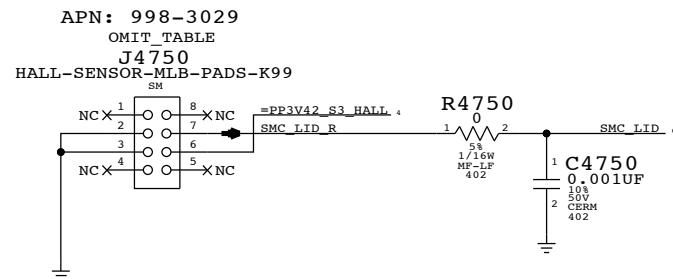 APN: 998-3029
OMIT_TABLE
J4750
HALL-SENSOR-MLB-PADS-K99
SM
NC 1 8 NC
=PP3V42_S3_HALL 4
2 7 SMC_LID_R
3 6
NC 4 5 NC
R4750
0
1 2
5%
1/16W
MF-LF
402
SMC_LID
1 C4750
0.001UF
10%
50V
2 CERM
402